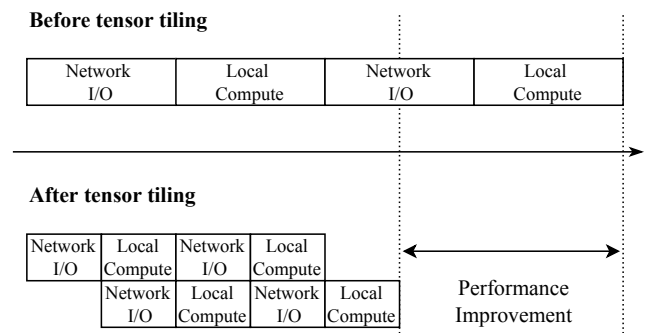 Before tensor tiling
Network Local Network Local
I/O Compute I/O Compute
After tensor tiling
Network Local Network Local
I/O Compute I/O Compute
Network Local Network Local
I/O Compute I/O Compute
Performance
Improvement